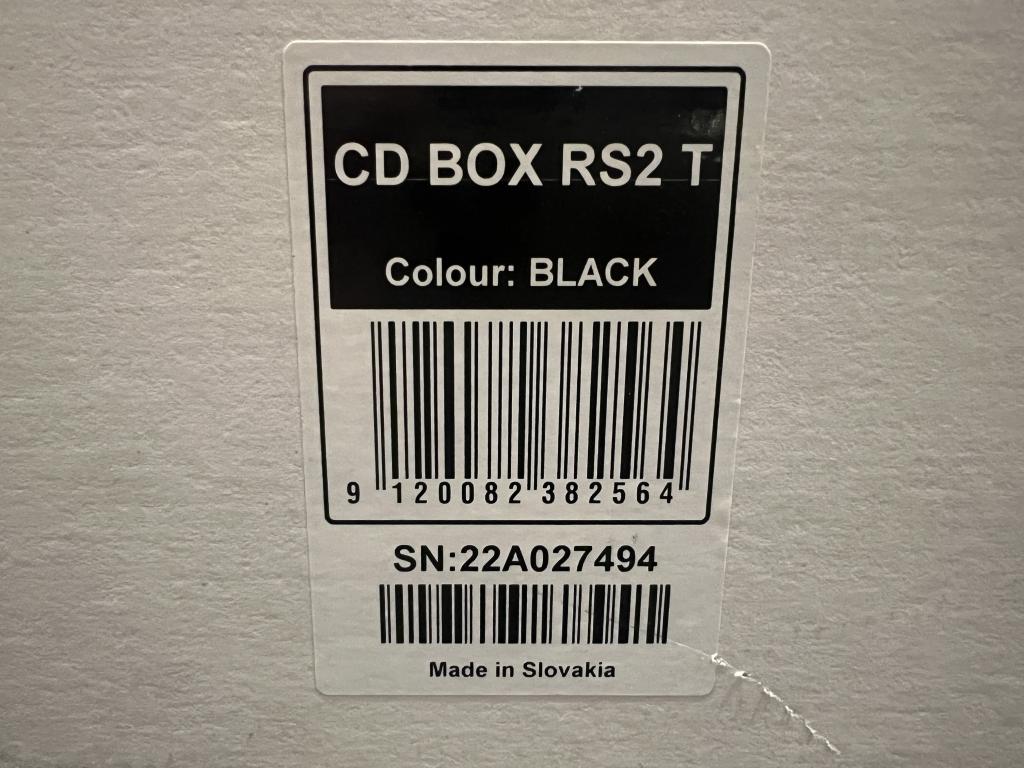 CD BOX RS2 T
Colour: BLACK
9 120082 382564
SN:22A027494
Made in Slovakia